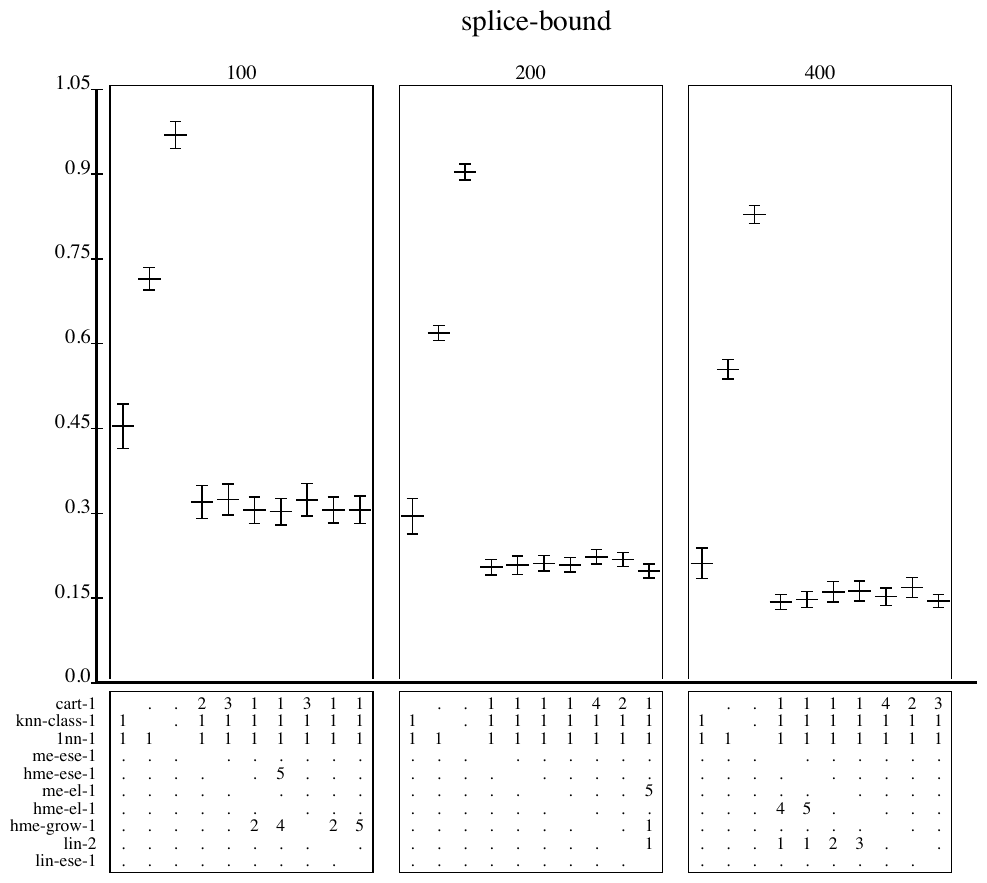 splice-bound
100 200 400
1.05
0.9
0.75
0.6
0.45
0.3
0.15
0.0
cart-1 . . 2 3 1 1 3 1 1 . . 1 1 1 1 4 2 1 . . 1 1 1 1 4 2 3
knn-class-1 1 . 1 1 1 1 1 1 1 1 . 1 1 1 1 1 1 1 1 . 1 1 1 1 1 1 1
1nn-1 1 1 1 1 1 1 1 1 1 1 1 1 1 1 1 1 1 1 1 1 1 1 1 1 1 1 1
me-ese-1 . . . . . . . . . . . . . . . . . . . . . . . . . . .
hme-ese-1 . . . . . 5 . . . . . . . . . . . . . . . . . . . . .
me-el-1 . . . . . . . . . . . . . . . . . 5 . . . . . . . . .
hme-el-1 . . . . . . . . . . . . . . . . . . . . . 4 5 . . . .
hme-grow-1 . . . . . 2 4 2 5 . . . . . . . . 1 . . . . . . . . .
lin-2 . . . . . . . . . . . . . . . . . 1 . . . 1 1 2 3 . .
lin-ese-1 . . . . . . . . . . . . . . . . . . . . . . . . . . .